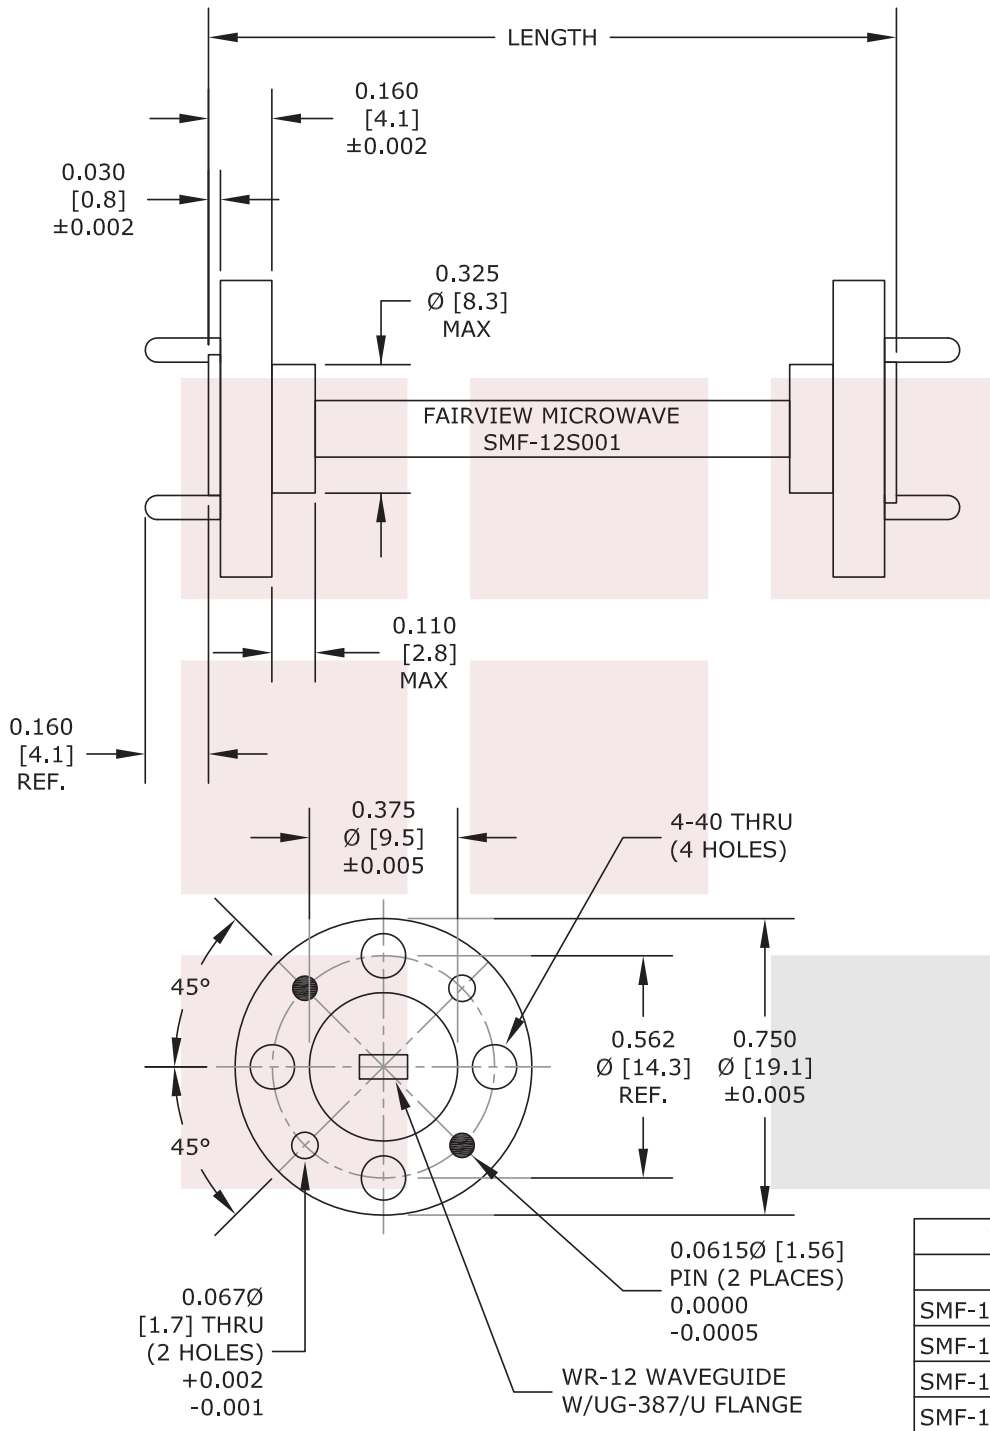 LENGTH
0.160
[4.1]
±0.002
0.030
[0.8]
±0.002
0.325
Ø [8.3]
MAX
FAIRVIEW MICROWAVE
SMF-12S001
0.110
[2.8]
MAX
0.160
[4.1]
REF.
0.375
Ø [9.5]
±0.005
4-40 THRU
(4 HOLES)
45°
45°
0.562
Ø [14.3]
REF.
0.750
Ø [19.1]
±0.005
0.067Ø
[1.7] THRU
(2 HOLES)
+0.002
-0.001
0.0615Ø [1.56]
PIN (2 PLACES)
0.0000
-0.0005
WR-12 WAVEGUIDE
W/UG-387/U FLANGE
SMF-1
SMF-1
SMF-1
SMF-1